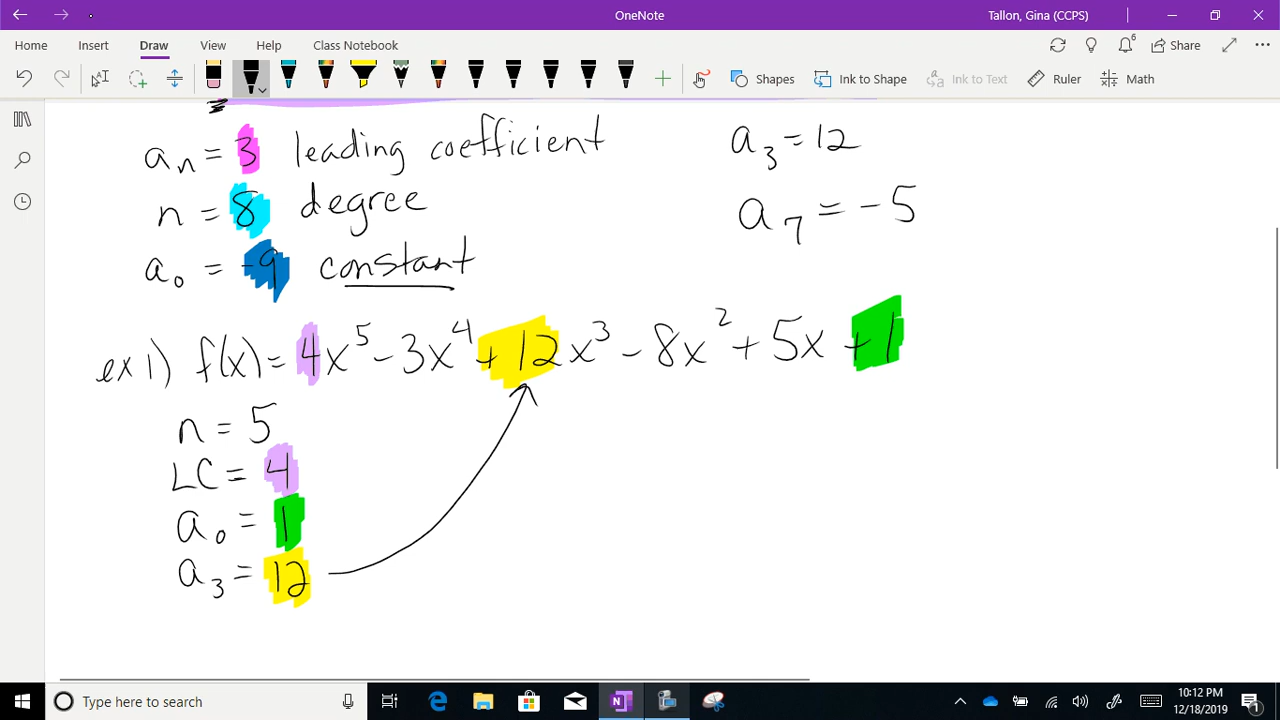 OneNote
Tallon, Gina (CCPS)
Home Insert Draw View Help Class Notebook
6
Share
Shapes Ink to Shape Ink to Text Ruler Math
aₙ = 3 leading coefficient
a₃ = 12
n = 8 degree
a₇ = -5
a₀ = -9 constant
ex 1) f(x) = 4x⁵ - 3x⁴ + 12x³ - 8x² + 5x + 1
n = 5
LC = 4
a₀ = 1
a₃ = 12
Type here to search
10:12 PM
12/18/2019
1